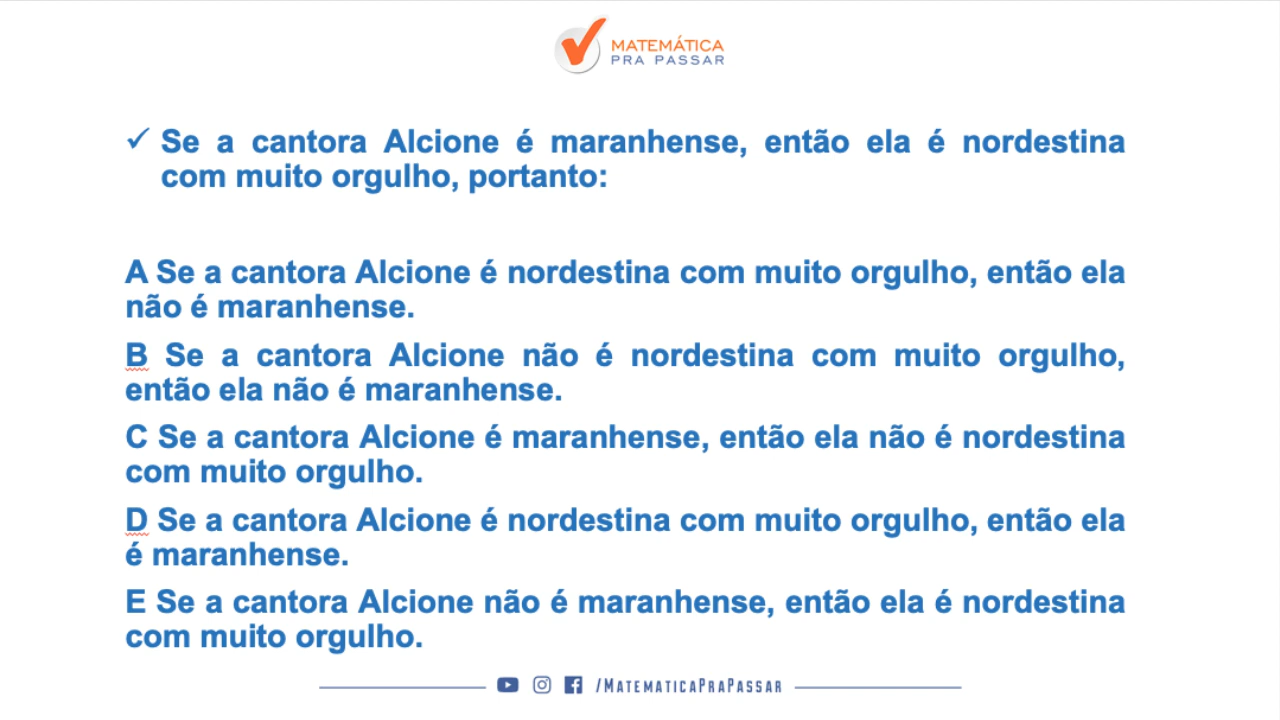 MATEMÁTICA
PRA PASSAR
✓ Se a cantora Alcione é maranhense, então ela é nordestina
com muito orgulho, portanto:
A Se a cantora Alcione é nordestina com muito orgulho, então ela
não é maranhense.
B Se a cantora Alcione não é nordestina com muito orgulho,
então ela não é maranhense.
C Se a cantora Alcione é maranhense, então ela não é nordestina
com muito orgulho.
D Se a cantora Alcione é nordestina com muito orgulho, então ela
é maranhense.
E Se a cantora Alcione não é maranhense, então ela é nordestina
com muito orgulho.
/MATEMATICAPRAPASSAR